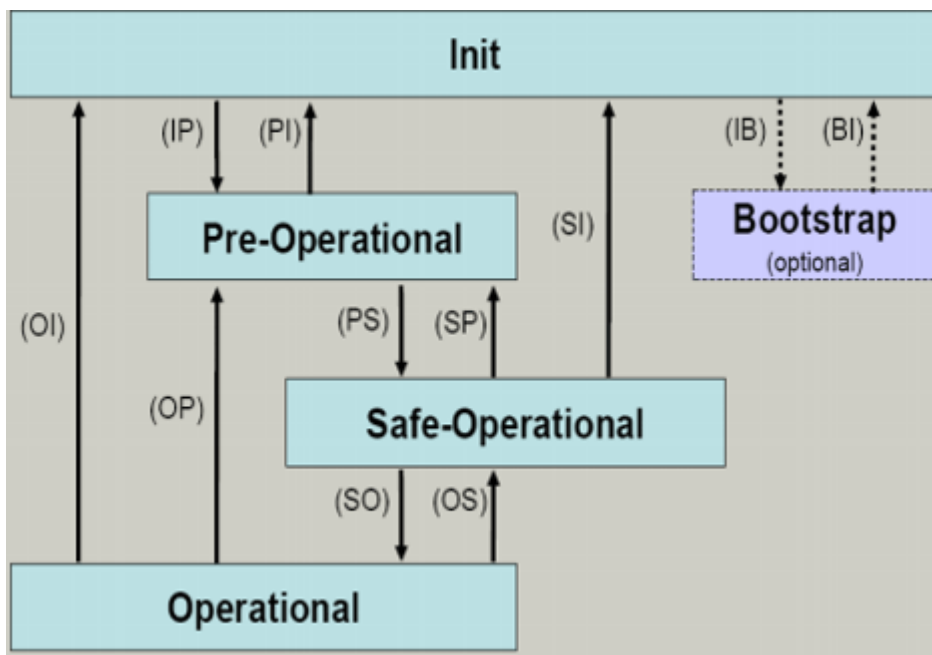 Init
(IP)
(PI)
(IB)
(BI)
Pre-Operational
(SI)
Bootstrap
(optional)
(OI)
(PS)
(SP)
(OP)
Safe-Operational
(SO)
(OS)
Operational